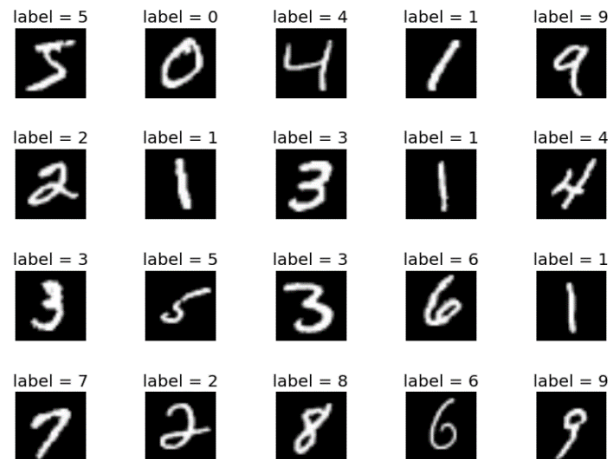 label = 5 label = 0 label = 4 label = 1 label = 9
5 0 4 1 9
label = 2 label = 1 label = 3 label = 1 label = 4
2 1 3 1 4
label = 3 label = 5 label = 3 label = 6 label = 1
3 5 3 6 1
label = 7 label = 2 label = 8 label = 6 label = 9
7 2 8 6 9